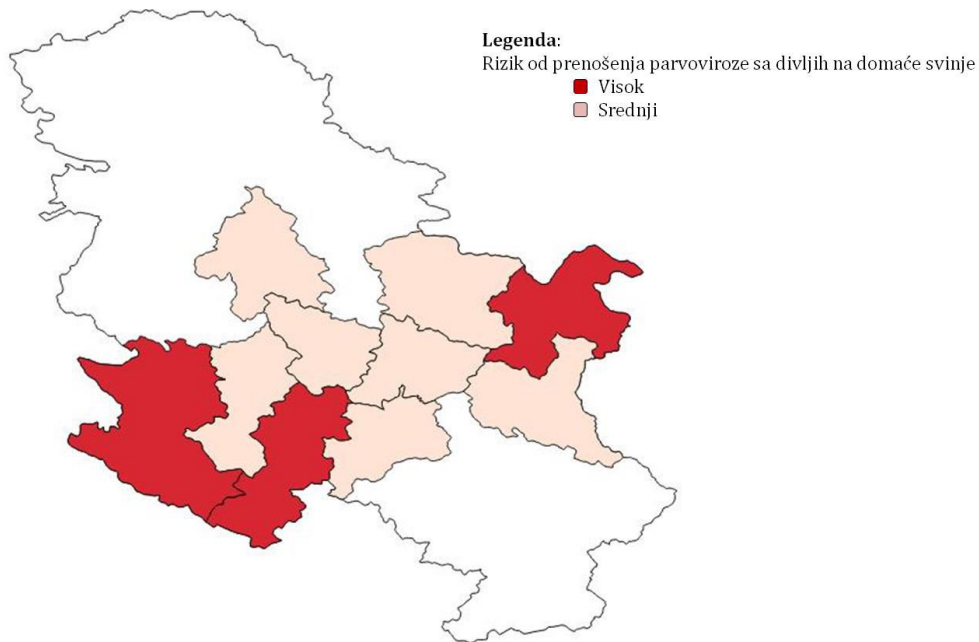 Legenda:
Rizik od prenošenja parvoviroze sa divljih na domaće svinje
Visok
Srednji